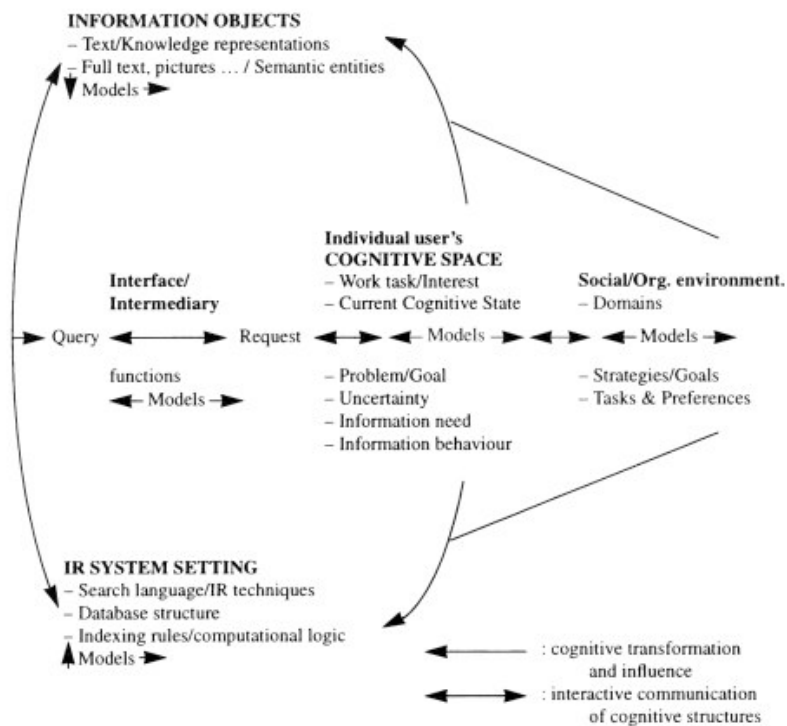 INFORMATION OBJECTS
– Text/Knowledge representations
– Full text, pictures ... / Semantic entities
Models
Individual user's
COGNITIVE SPACE
– Work task/Interest
– Current Cognitive State
Interface/
Intermediary
Social/Org. environment.
– Domains
Query
Request
Models
Models
functions
Models
– Problem/Goal
– Uncertainty
– Information need
– Information behaviour
– Strategies/Goals
– Tasks & Preferences
IR SYSTEM SETTING
– Search language/IR techniques
– Database structure
– Indexing rules/computational logic
Models
: cognitive transformation
and influence
: interactive communication
of cognitive structures